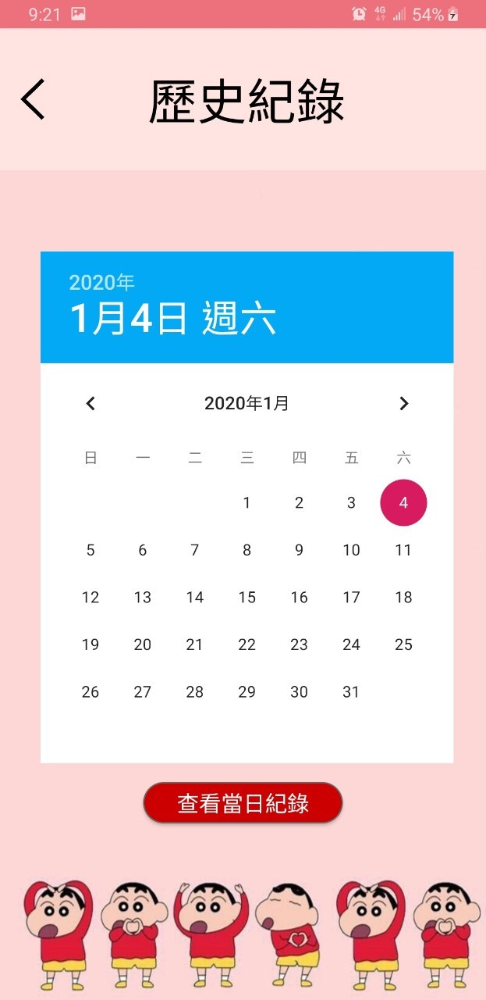 9:21 4G 54%
歷史紀錄
2020年
1月4日 週六
2020年1月
日 一 二 三 四 五 六
1 2 3 4
5 6 7 8 9 10 11
12 13 14 15 16 17 18
19 20 21 22 23 24 25
26 27 28 29 30 31
查看當日紀錄